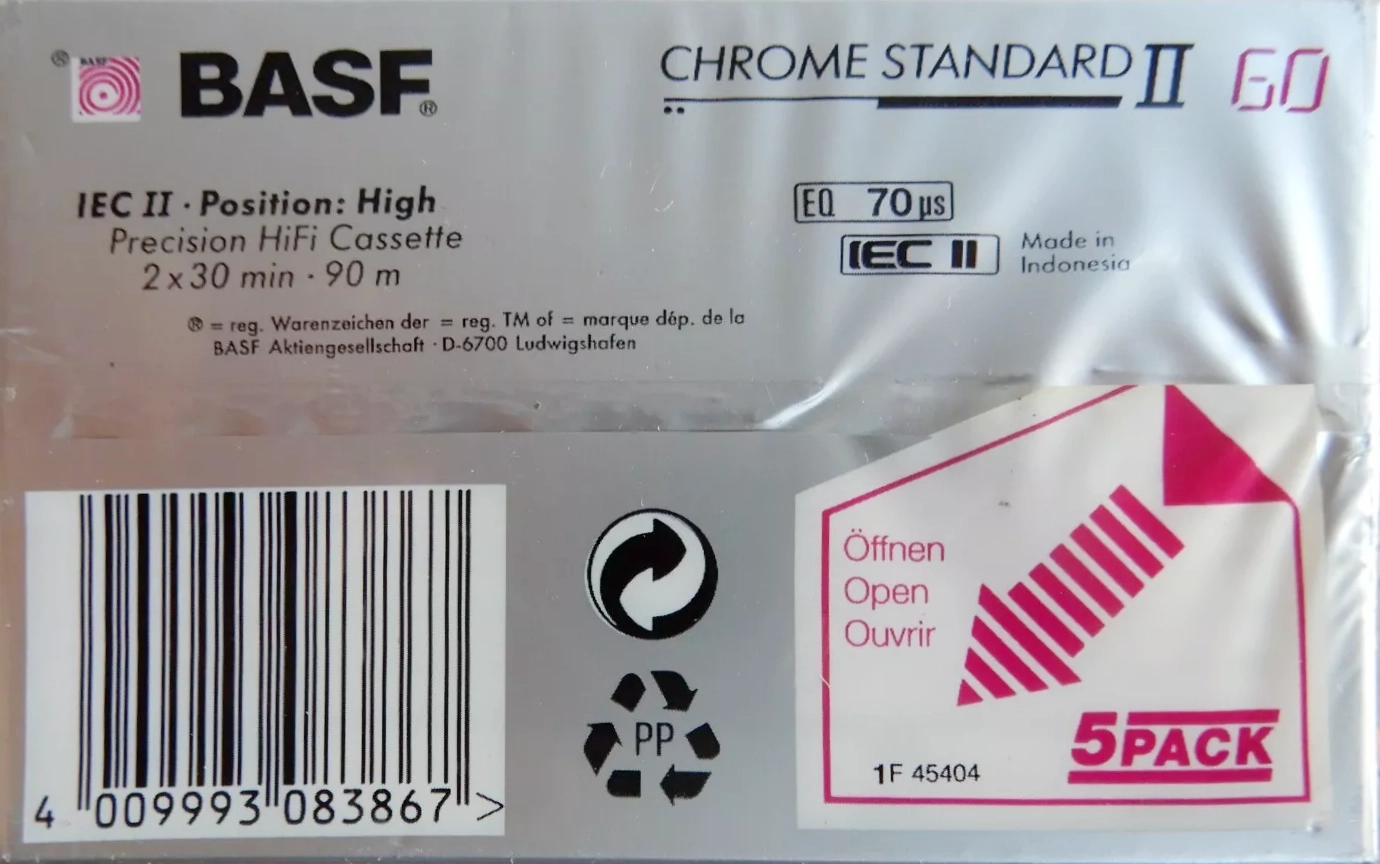 ® BASF BASF®
CHROME STANDARD II 60
IEC II · Position: High
Precision HiFi Cassette
2 x 30 min · 90 m
EQ 70 µs
IEC II
Made in
Indonesia
® = reg. Warenzeichen der = reg. TM of = marque dép. de la
BASF Aktiengesellschaft · D-6700 Ludwigshafen
4 009993 083867 >
PP
Öffnen
Open
Ouvrir
5 PACK
1F 45404